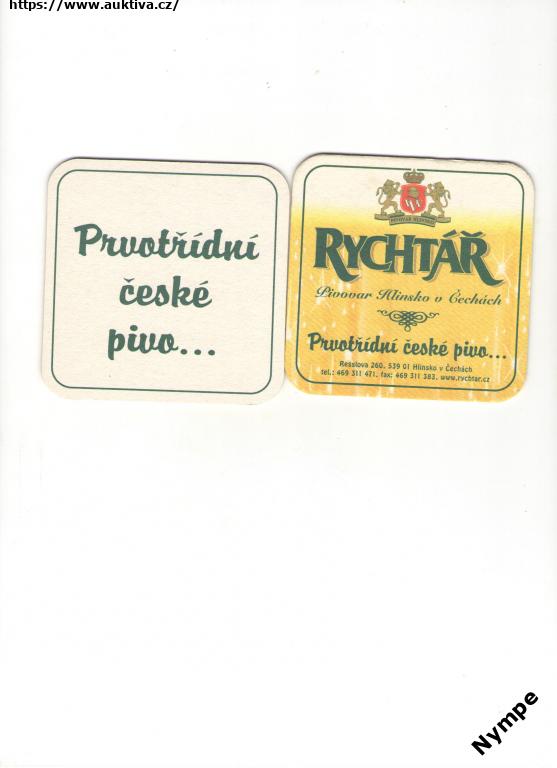 https://www.auktiva.cz/
Prvotřídní
české
pivo...
PIVOVAR HLINSKO
RYCHTÁŘ
Pivovar Hlinsko v Čechách
Prvotřídní české pivo...
Resslova 260, 539 01 Hlinsko v Čechách
tel.: 469 311 471, fax: 469 311 383, www.rychtar.cz
Nympe